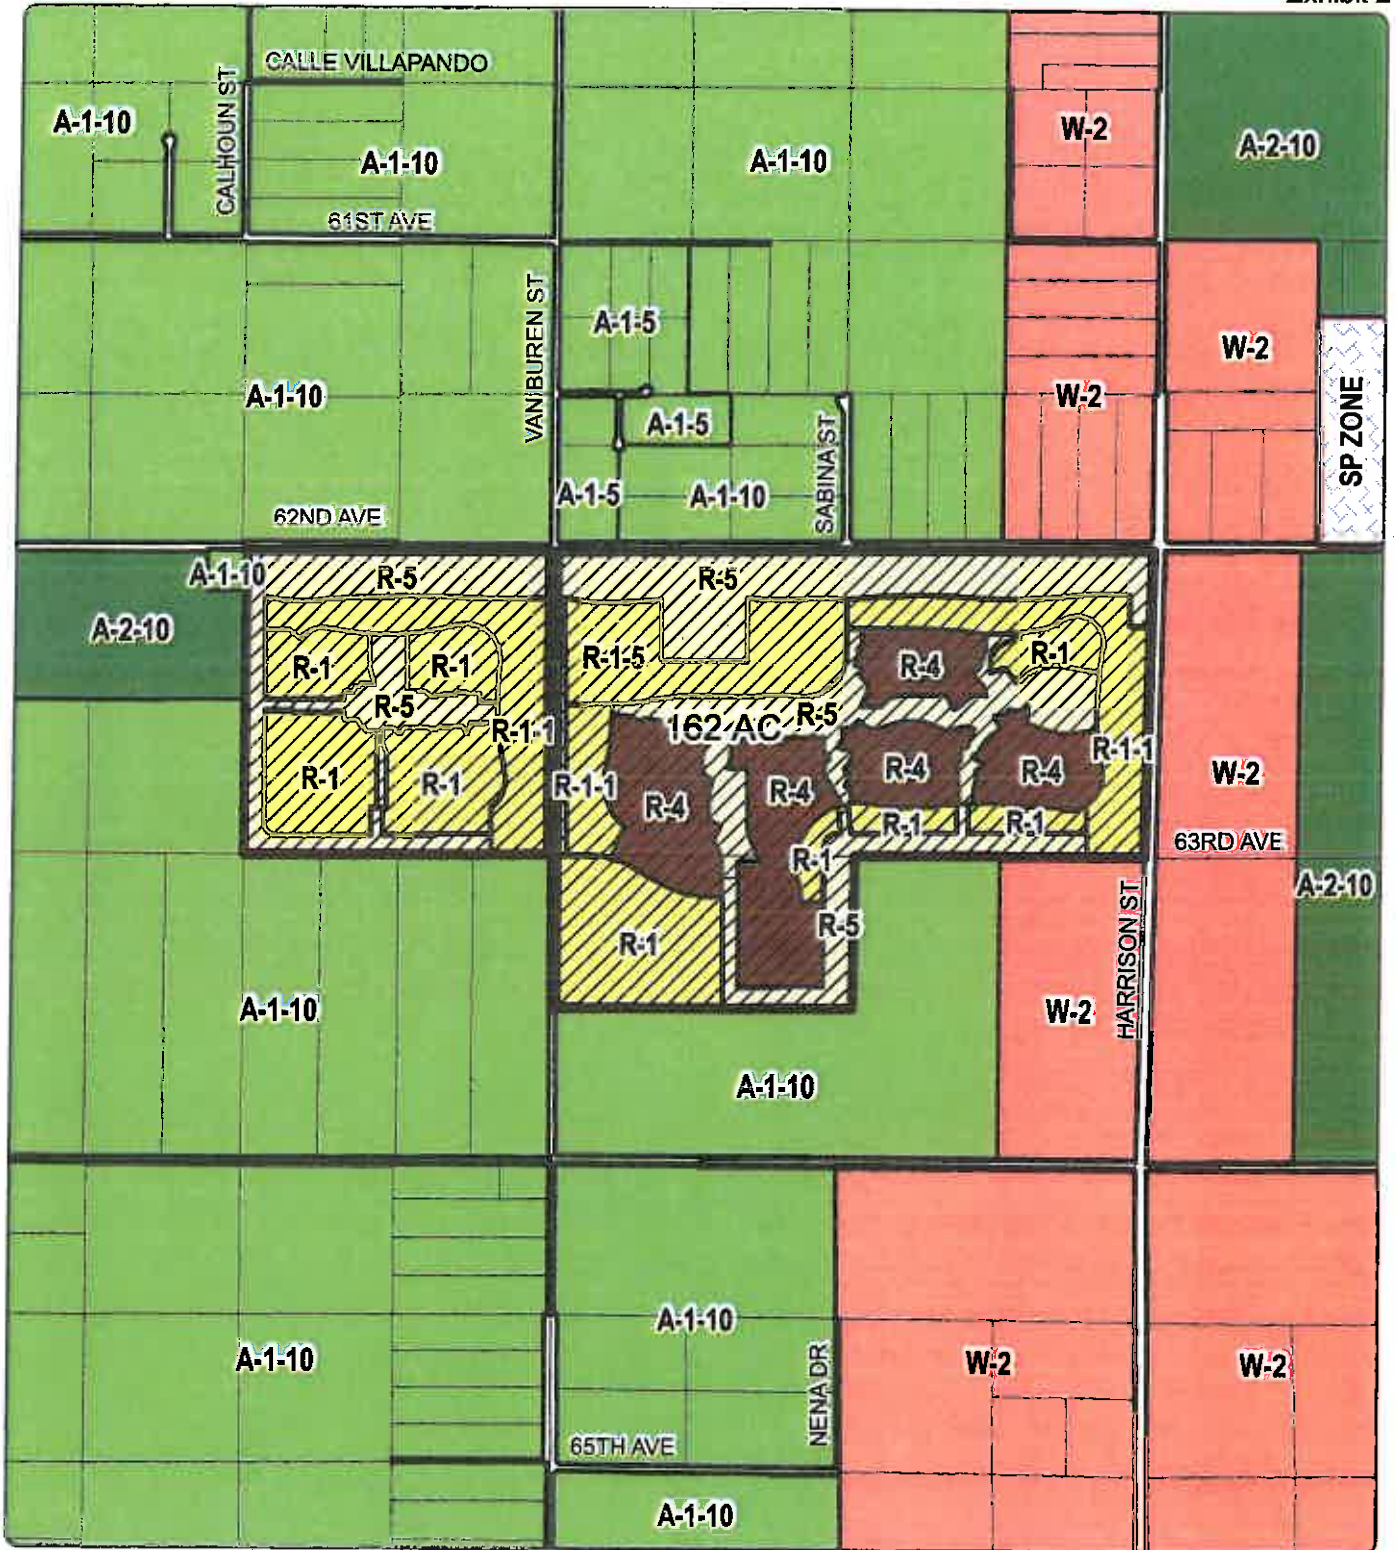 CALLE VILLAPANDO
A-1-10
CALHOUN ST
A-1-10
A-1-10
W-2
A-2-10
61ST AVE
VAN BUREN ST
A-1-5
W-2
A-1-10
A-1-5
SABINA ST
W-2
SP ZONE
A-1-5
A-1-10
62ND AVE
A-1-10
R-5
R-5
A-2-10
R-1
R-1
R-1-5
R-4
R-1
R-5
R-5
162 AC
R-1-1
R-1-1
R-1
R-1
R-1-1
R-4
R-4
R-4
R-4
W-2
R-1
R-1
63RD AVE
R-1
A-2-10
R-5
R-1
HARRISON ST
A-1-10
W-2
A-1-10
A-1-10
A-1-10
W-2
W-2
NENA DR
65TH AVE
A-1-10